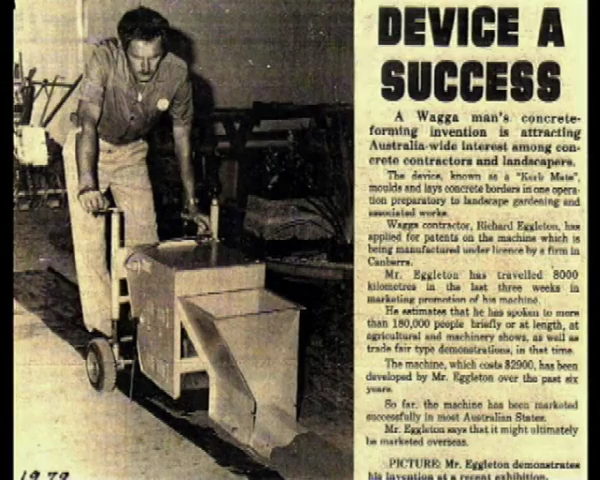 DEVICE A
SUCCESS
A Wagga man's concrete-
forming invention is attracting
Australia-wide interest among con-
crete contractors and landscapers.
The device, known as a "Kerb Mate",
moulds and lays concrete borders in one opera-
tion preparatory to landscape gardening and
associated works.
Wagga contractor, Richard Eggleton, has
applied for patents on the machine which is
being manufactured under licence by a firm in
Canberra.
Mr. Eggleton has travelled 8000
kilometres in the last three weeks in
marketing promotion of his machine.
He estimates that he has spoken to more
than 180,000 people briefly or at length, at
agricultural and machinery shows, as well as
trade fair type demonstrations, in that time.
The machine, which costs $2900, has been
developed by Mr. Eggleton over the past six
years.
So far, the machine has been marketed
successfully in most Australian States.
Mr. Eggleton says that it might ultimately
be marketed overseas.
PICTURE: Mr. Eggleton demonstrates
his invention at a recent exhibition.
1979